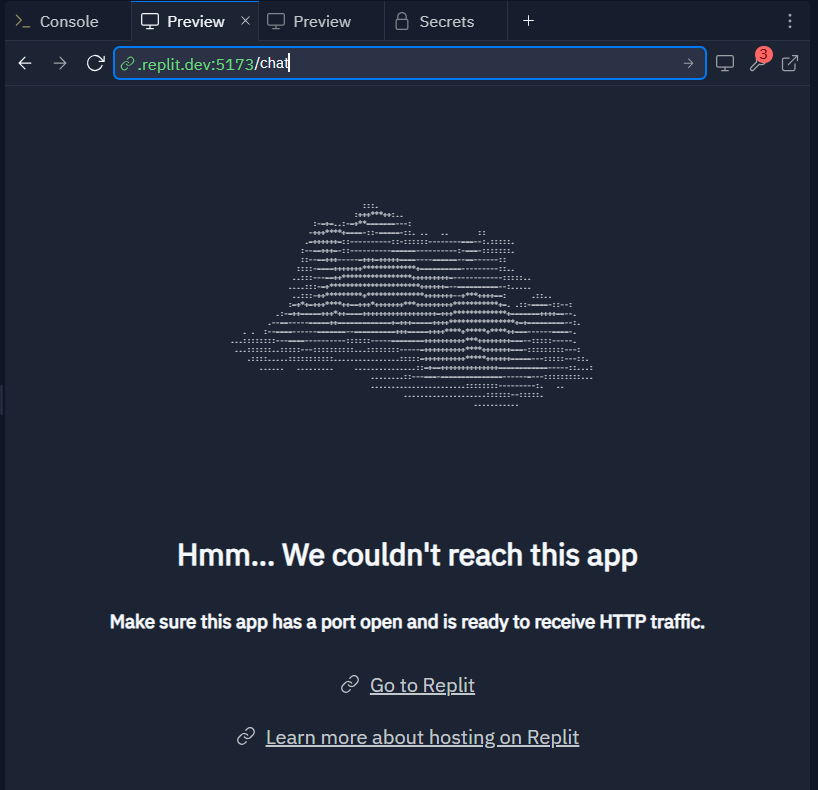 Console
Preview
Preview
Secrets
.replit.dev:5173/chat
3
Hmm... We couldn't reach this app
Make sure this app has a port open and is ready to receive HTTP traffic.
Go to Replit
Learn more about hosting on Replit